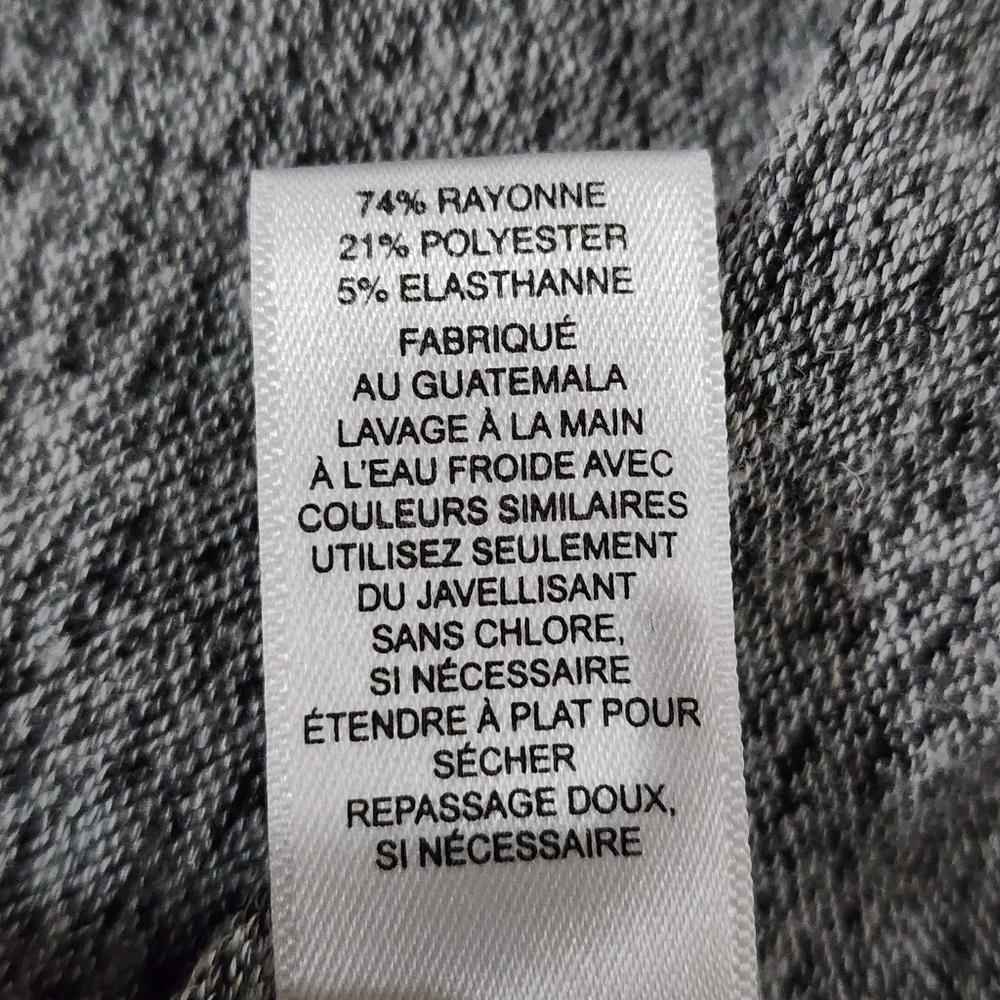 74% RAYONNE
21% POLYESTER
5% ELASTHANNE
FABRIQUÉ
AU GUATEMALA
LAVAGE À LA MAIN
À L'EAU FROIDE AVEC
COULEURS SIMILAIRES
UTILISEZ SEULEMENT
DU JAVELLISANT
SANS CHLORE,
SI NÉCESSAIRE
ÉTENDRE À PLAT POUR
SÉCHER
REPASSAGE DOUX,
SI NÉCESSAIRE